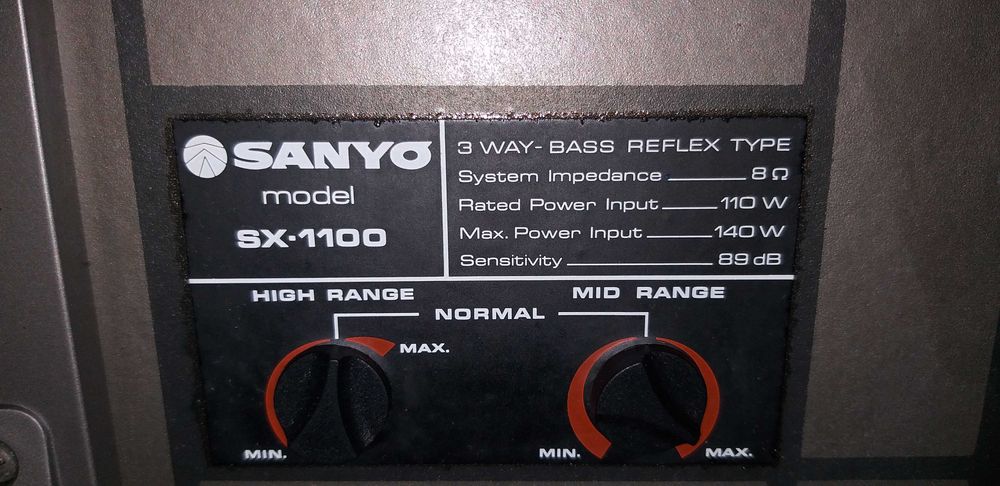 SANYO
model
SX-1100
3 WAY- BASS REFLEX TYPE
System Impedance 8 Ω
Rated Power Input 110 W
Max. Power Input 140 W
Sensitivity 89 dB
HIGH RANGE
MID RANGE
NORMAL
MAX.
MIN.
MIN.
MAX.